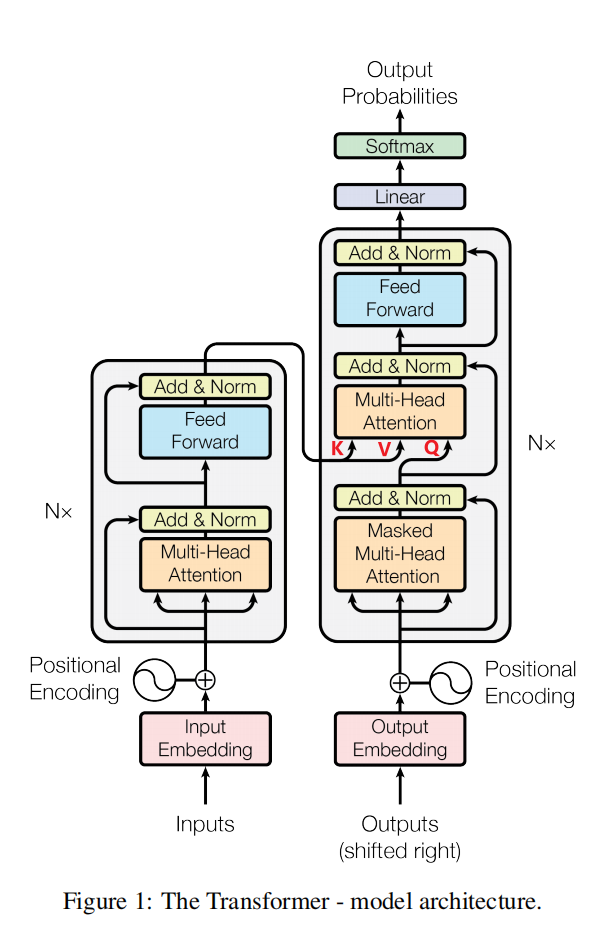 Output
Probabilities
Softmax
Linear
Add & Norm
Feed
Forward
Add & Norm
Multi-Head
Attention
K V Q
N×
Add & Norm
Masked
Multi-Head
Attention
Add & Norm
Feed
Forward
N×
Add & Norm
Multi-Head
Attention
Positional
Encoding
Positional
Encoding
Input
Embedding
Output
Embedding
Inputs
Outputs
(shifted right)
Figure 1: The Transformer - model architecture.